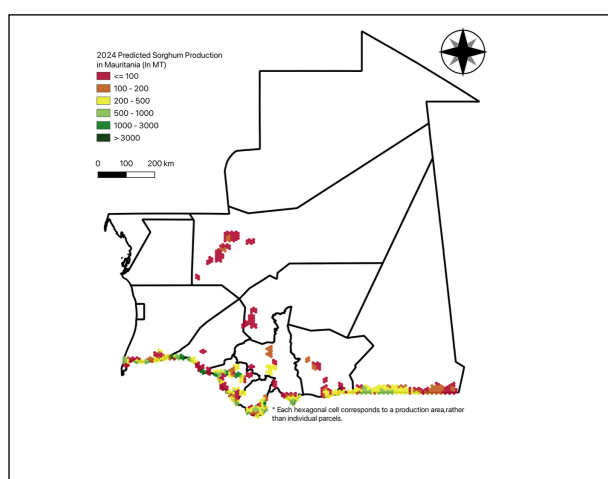 2024 Predicted Sorghum Production
in Mauritania (In MT)
<= 100
100 - 200
200 - 500
500 - 1000
1000 - 3000
> 3000
0 100 200 km
* Each hexagonal cell corresponds to a production area,rather
than individual parcels.